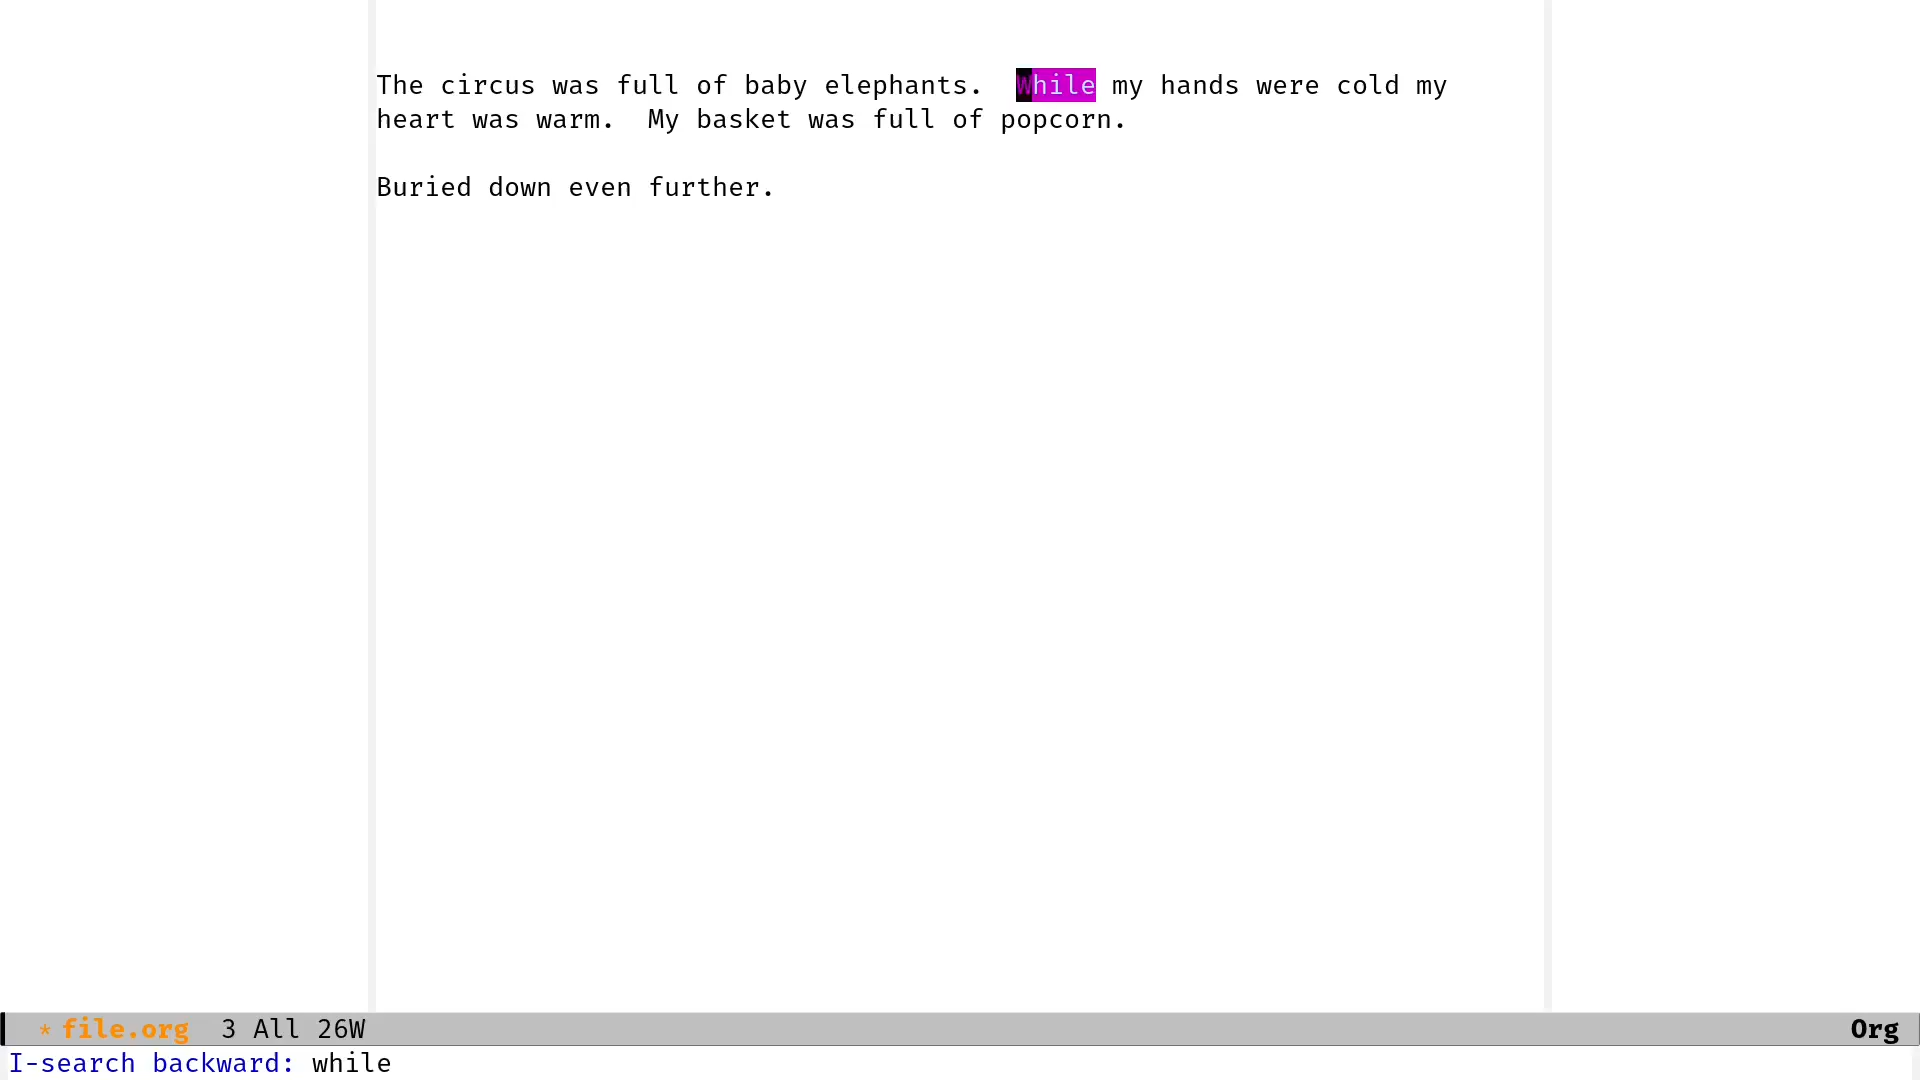 The circus was full of baby elephants.  While my hands were cold my
heart was warm.  My basket was full of popcorn.
Buried down even further.
* file.org  3 All 26W Org
I-search backward: while